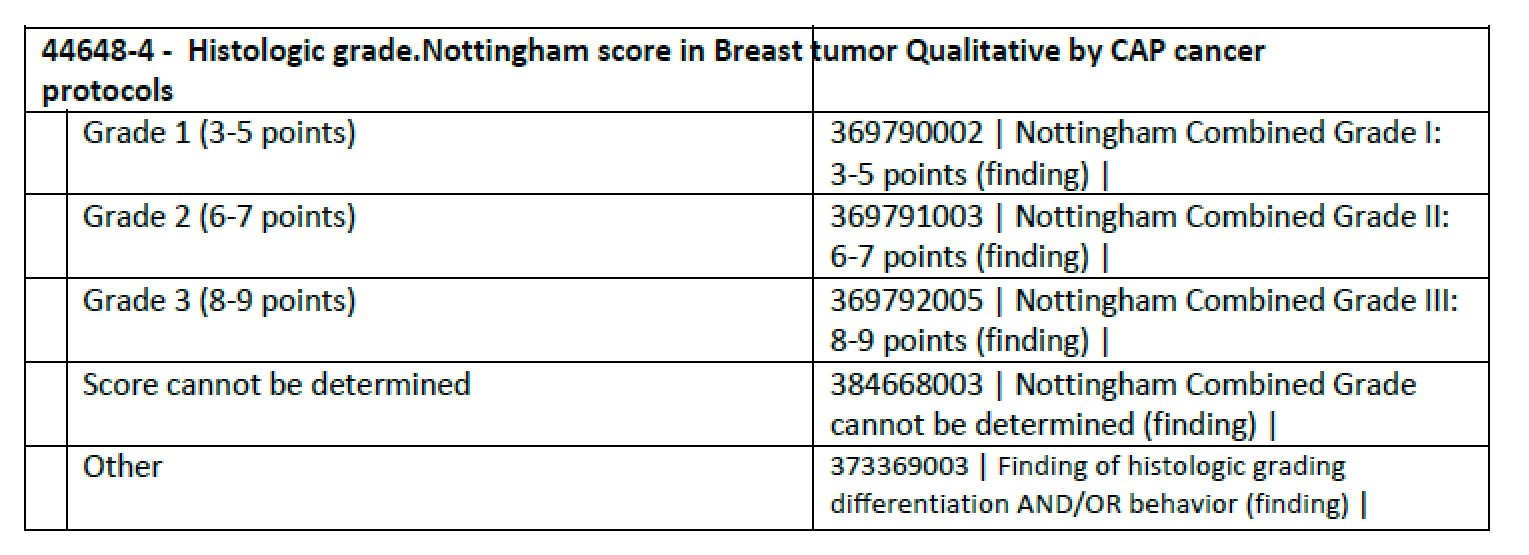 44648-4 -  Histologic grade.Nottingham score in Breast tumor Qualitative by CAP cancer
protocols
Grade 1 (3-5 points)
369790002 | Nottingham Combined Grade I:
3-5 points (finding) |
Grade 2 (6-7 points)
369791003 | Nottingham Combined Grade II:
6-7 points (finding) |
Grade 3 (8-9 points)
369792005 | Nottingham Combined Grade III:
8-9 points (finding) |
Score cannot be determined
384668003 | Nottingham Combined Grade
cannot be determined (finding) |
Other
373369003 | Finding of histologic grading
differentiation AND/OR behavior (finding) |